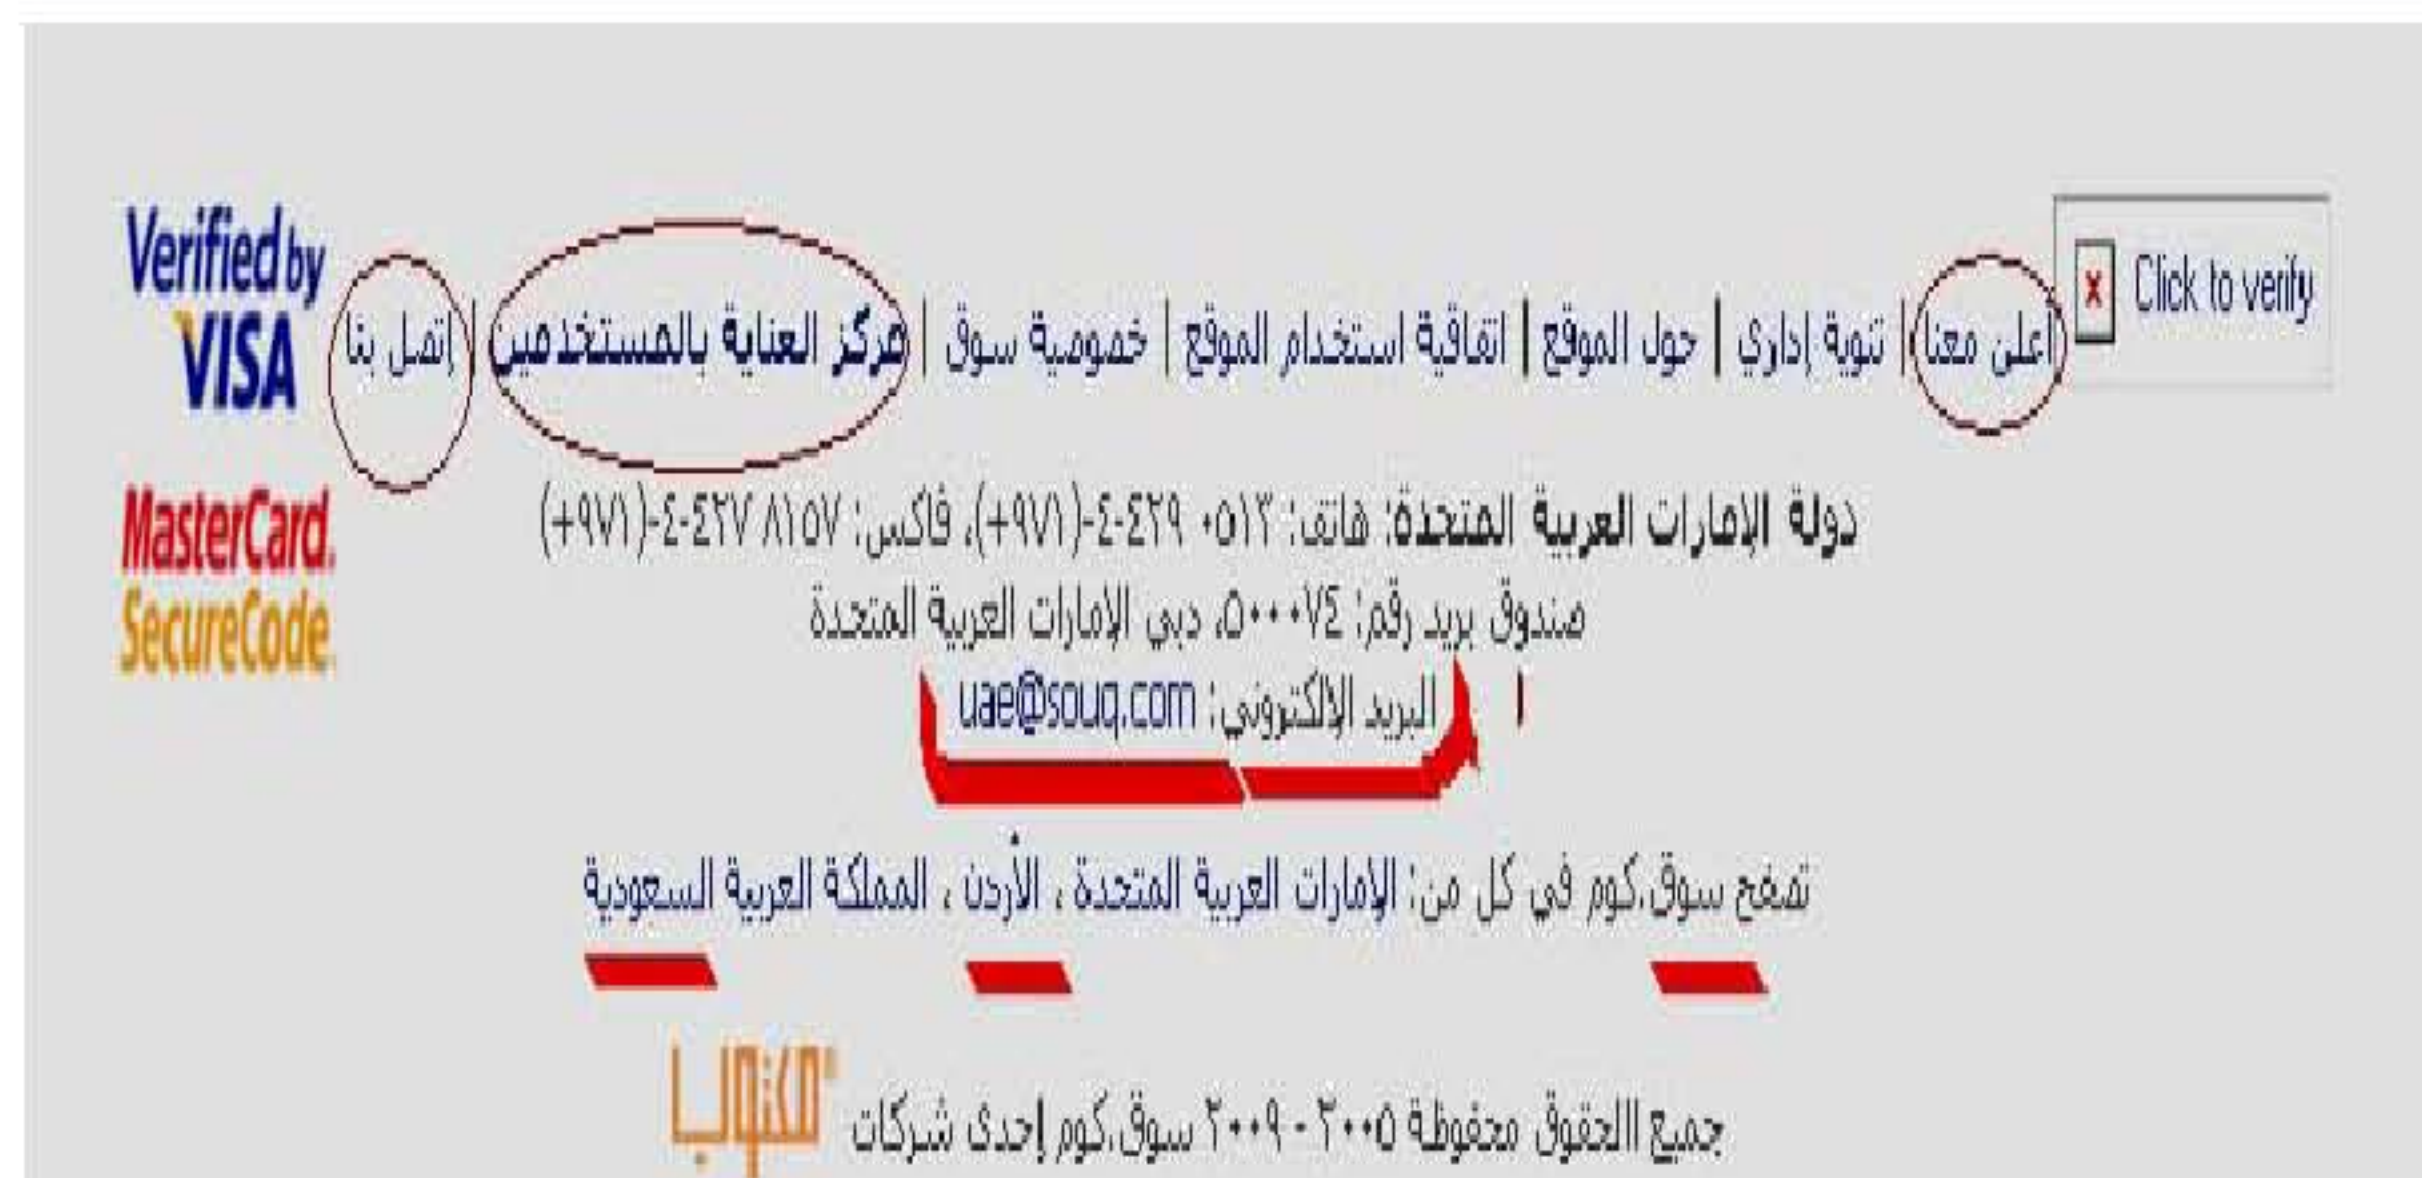 Click to verify
اعلن معنا | تنوية إداري | حول الموقع | اتفاقية استخدام الموقع | خصوصية سوق | مركز العناية بالمستخدمين | إتصل بنا
Verified by
VISA
MasterCard.
SecureCode.
دولة الإمارات العربية المتحدة: هاتف: ٠٥١٣ ٤٢٩-٤-(٩٧١+)، فاكس: ٨١٥٧ ٤٢٧-٤-(٩٧١+)
صندوق بريد رقم: ٥٠٠٠٧٤، دبي الإمارات العربية المتحدة
البريد الإلكتروني: uae@souq.com
تصفح سوق.كوم في كل من: الإمارات العربية المتحدة ، الأردن ، المملكة العربية السعودية
جميع االحقوق محفوظة ٢٠٠٥ - ٢٠٠٩ سوق.كوم إحدى شركات مكتوب